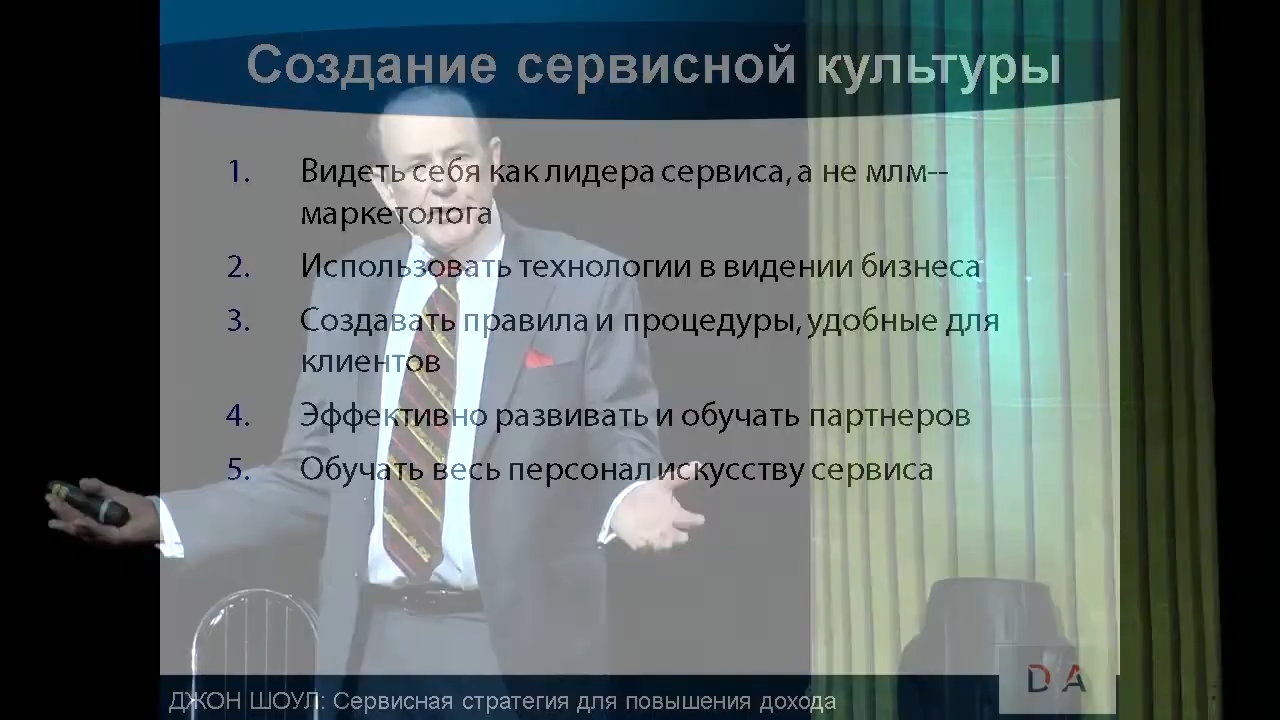 Создание сервисной культуры
1. Видеть себя как лидера сервиса, а не млм--
маркетолога
2. Использовать технологии в видении бизнеса
3. Создавать правила и процедуры, удобные для
клиентов
4. Эффективно развивать и обучать партнеров
5. Обучать весь персонал искусству сервиса
ДЖОН ШОУЛ: Сервисная стратегия для повышения дохода
DA